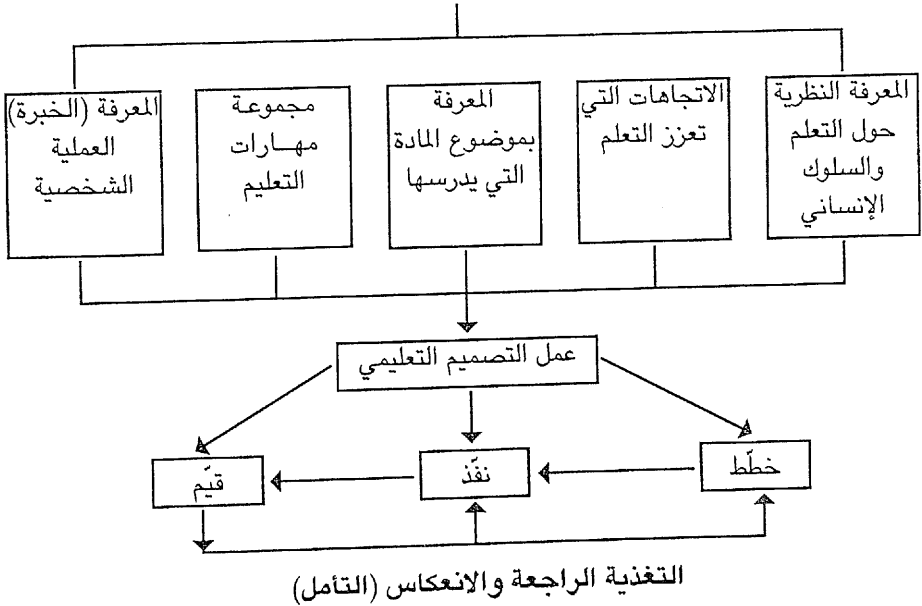 المعرفة النظرية
حول التعلم
والسلوك
الإنساني
الاتجاهات التي
تعزز التعلم
المعرفة
بموضوع المادة
التي يدرسها
مجموعة
مهـــارات
التعليم
المعرفة (الخبرة)
العملية
الشخصية
عمل التصميم التعليمي
خطّط
نفّذ
قيّم
التغذية الراجعة والانعكاس (التأمل)